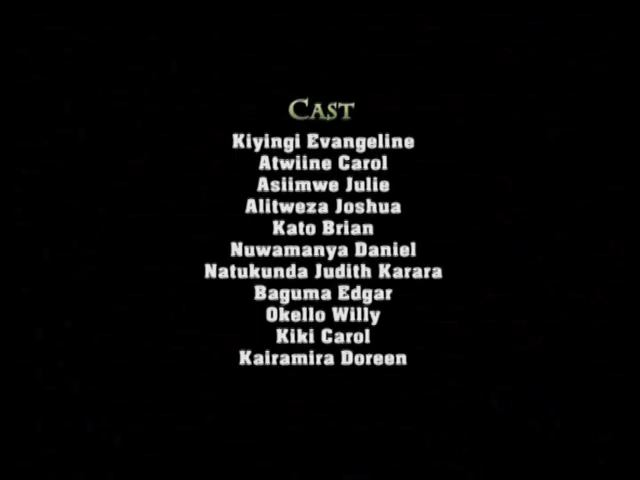 CAST
Kiyingi Evangeline
Atwiine Carol
Asiimwe Julie
Alitweza Joshua
Kato Brian
Nuwamanya Daniel
Natukunda Judith Karara
Baguma Edgar
Okello Willy
Kiki Carol
Kairamira Doreen